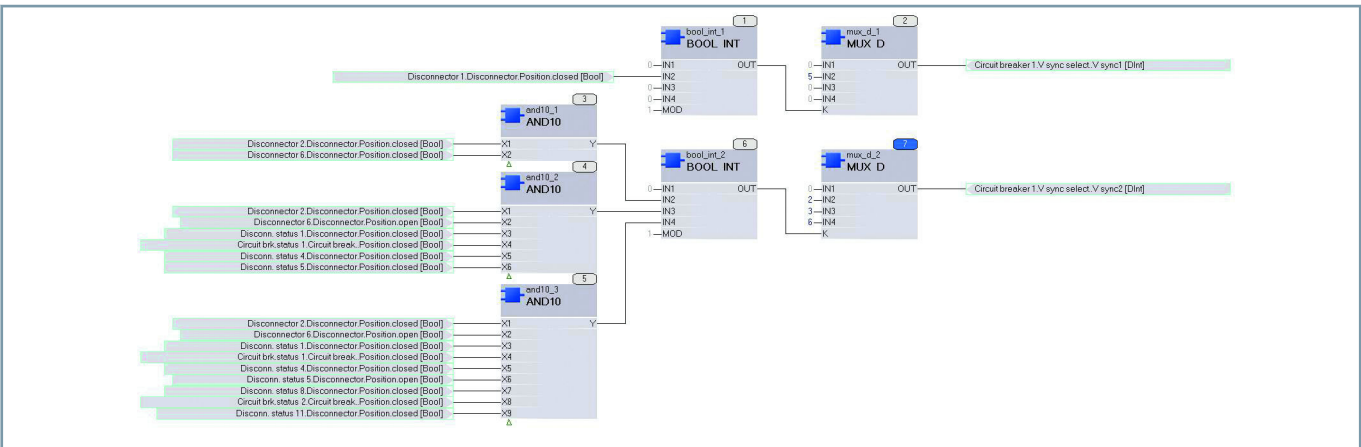 1
bool_int_1
BOOL INT
2
mux_d_1
MUX D
0 IN1 OUT
IN2
0 IN3
0 IN4
1 MOD
0 IN1 OUT
5 IN2
0 IN3
0 IN4
K
Disconnector 1.Disconnector.Position.closed [Bool]
Circuit breaker 1.V sync select..V sync1 [DInt]
3
and10_1
AND10
X1 Y
X2
Disconnector 2.Disconnector.Position.closed [Bool]
Disconnector 6.Disconnector.Position.closed [Bool]
6
bool_int_2
BOOL INT
7
mux_d_2
MUX D
0 IN1 OUT
IN2
IN3
IN4
1 MOD
0 IN1 OUT
2 IN2
3 IN3
6 IN4
K
Circuit breaker 1.V sync select..V sync2 [DInt]
4
and10_2
AND10
X1 Y
X2
X3
X4
X5
X6
Disconnector 2.Disconnector.Position.closed [Bool]
Disconnector 6.Disconnector.Position.open [Bool]
Disconn. status 1.Disconnector.Position.closed [Bool]
Circuit brk.status 1.Circuit break..Position.closed [Bool]
Disconn. status 4.Disconnector.Position.closed [Bool]
Disconn. status 5.Disconnector.Position.closed [Bool]
5
and10_3
AND10
X1 Y
X2
X3
X4
X5
X6
X7
X8
X9
Disconnector 2.Disconnector.Position.closed [Bool]
Disconnector 6.Disconnector.Position.open [Bool]
Disconn. status 1.Disconnector.Position.closed [Bool]
Circuit brk.status 1.Circuit break..Position.closed [Bool]
Disconn. status 4.Disconnector.Position.closed [Bool]
Disconn. status 5.Disconnector.Position.open [Bool]
Disconn. status 8.Disconnector.Position.closed [Bool]
Circuit brk.status 2.Circuit break..Position.closed [Bool]
Disconn. status 11.Disconnector.Position.closed [Bool]